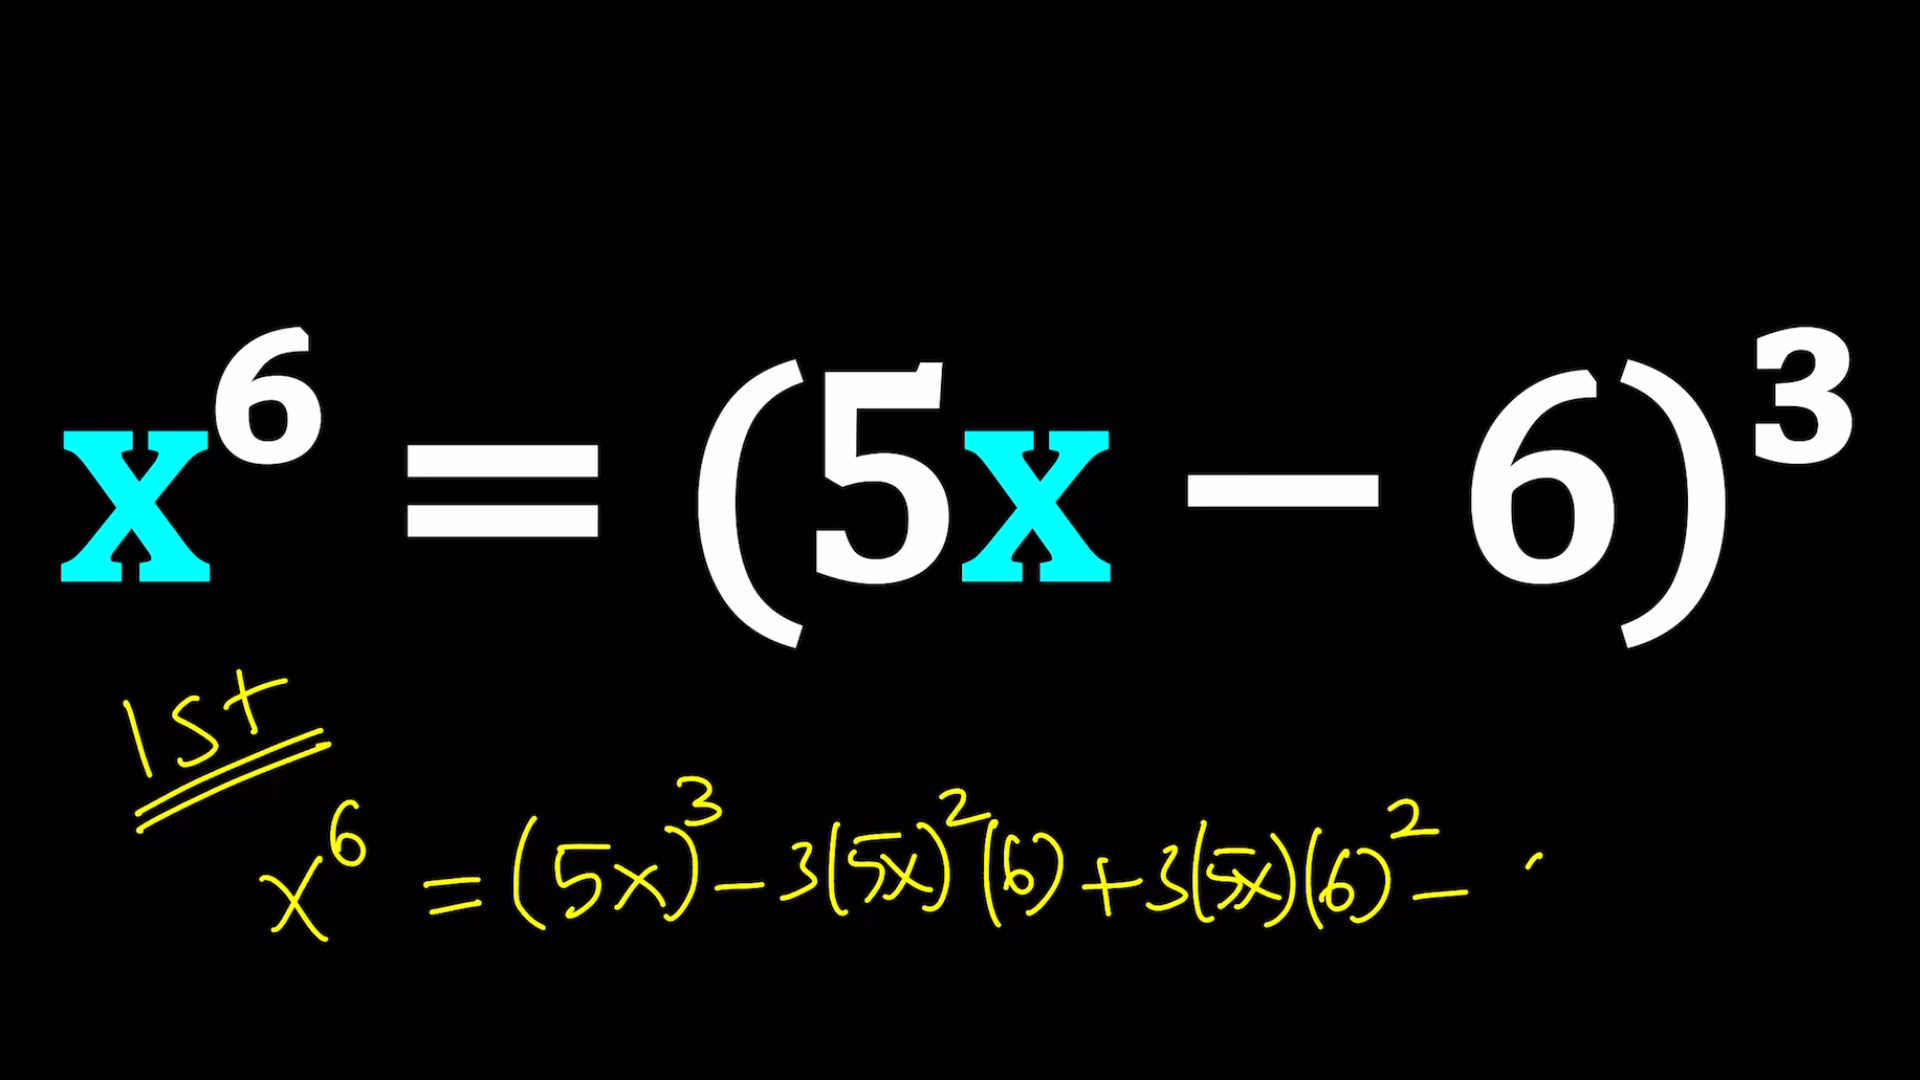 x⁶ = (5x − 6)³
1st
x⁶ = (5x)³ − 3(5x)²(6) + 3(5x)(6)² −